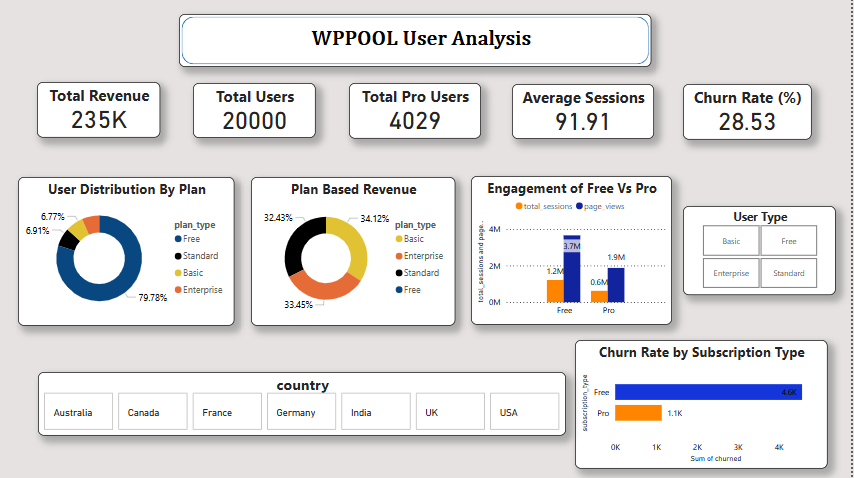 WPPOOL User Analysis
Total Revenue
235K
Total Users
20000
Total Pro Users
4029
Average Sessions
91.91
Churn Rate (%)
28.53
User Distribution By Plan
6.77%
6.91%
79.78%
plan_type
Free
Standard
Basic
Enterprise
Plan Based Revenue
32.43%
34.12%
33.45%
plan_type
Basic
Enterprise
Standard
Free
Engagement of Free Vs Pro
total_sessions page_views
total_sessions and page...
4M
2M
0M
1.2M
3.7M
0.6M
1.9M
Free
Pro
User Type
Basic
Free
Enterprise
Standard
country
Australia
Canada
France
Germany
India
UK
USA
Churn Rate by Subscription Type
subscription_type
Free
4.6K
Pro
1.1K
0K 1K 2K 3K 4K
Sum of churned